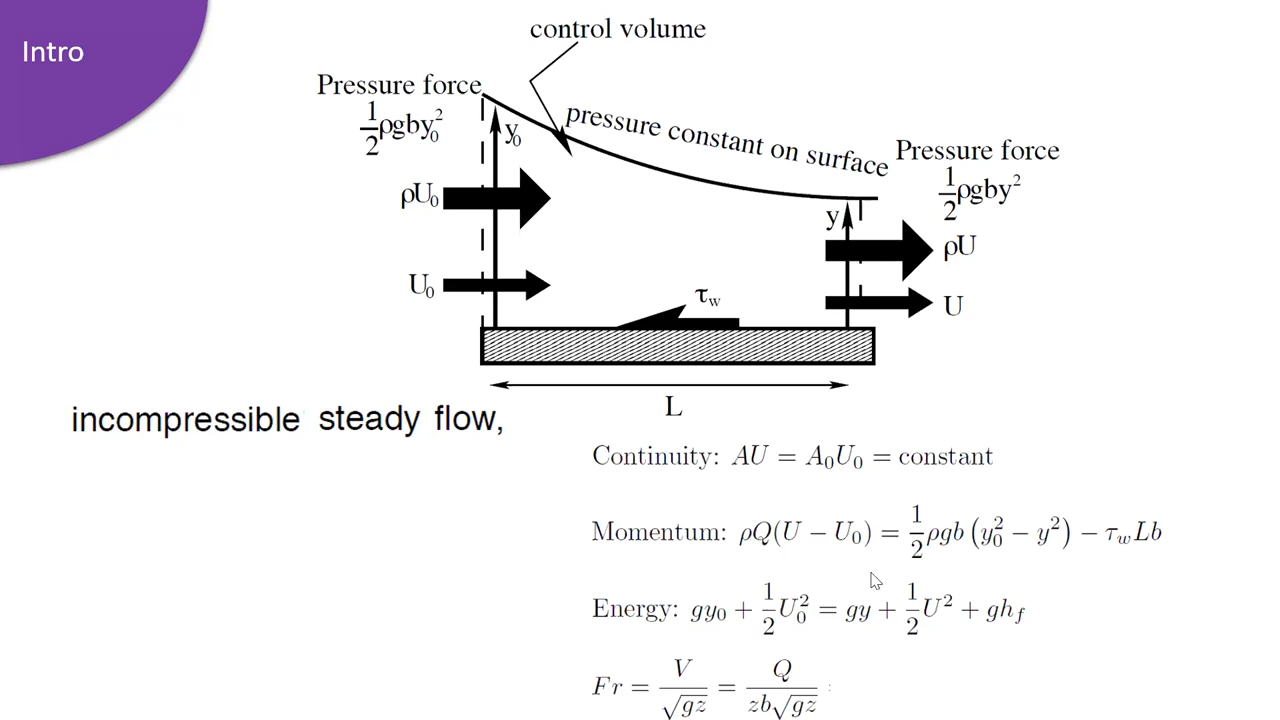 Intro
control volume
Pressure force
½ρgby₀²
y₀
pressure constant on surface
Pressure force
½ρgby²
ρU₀
y
ρU
U₀
τw
U
L
incompressible steady flow,
Continuity: AU = A₀U₀ = constant
Momentum: ρQ(U − U₀) = ½ρgb(y₀² − y²) − τwLb
Energy: gy₀ + ½U₀² = gy + ½U² + ghf
Fr = V/√gz = Q/zb√gz